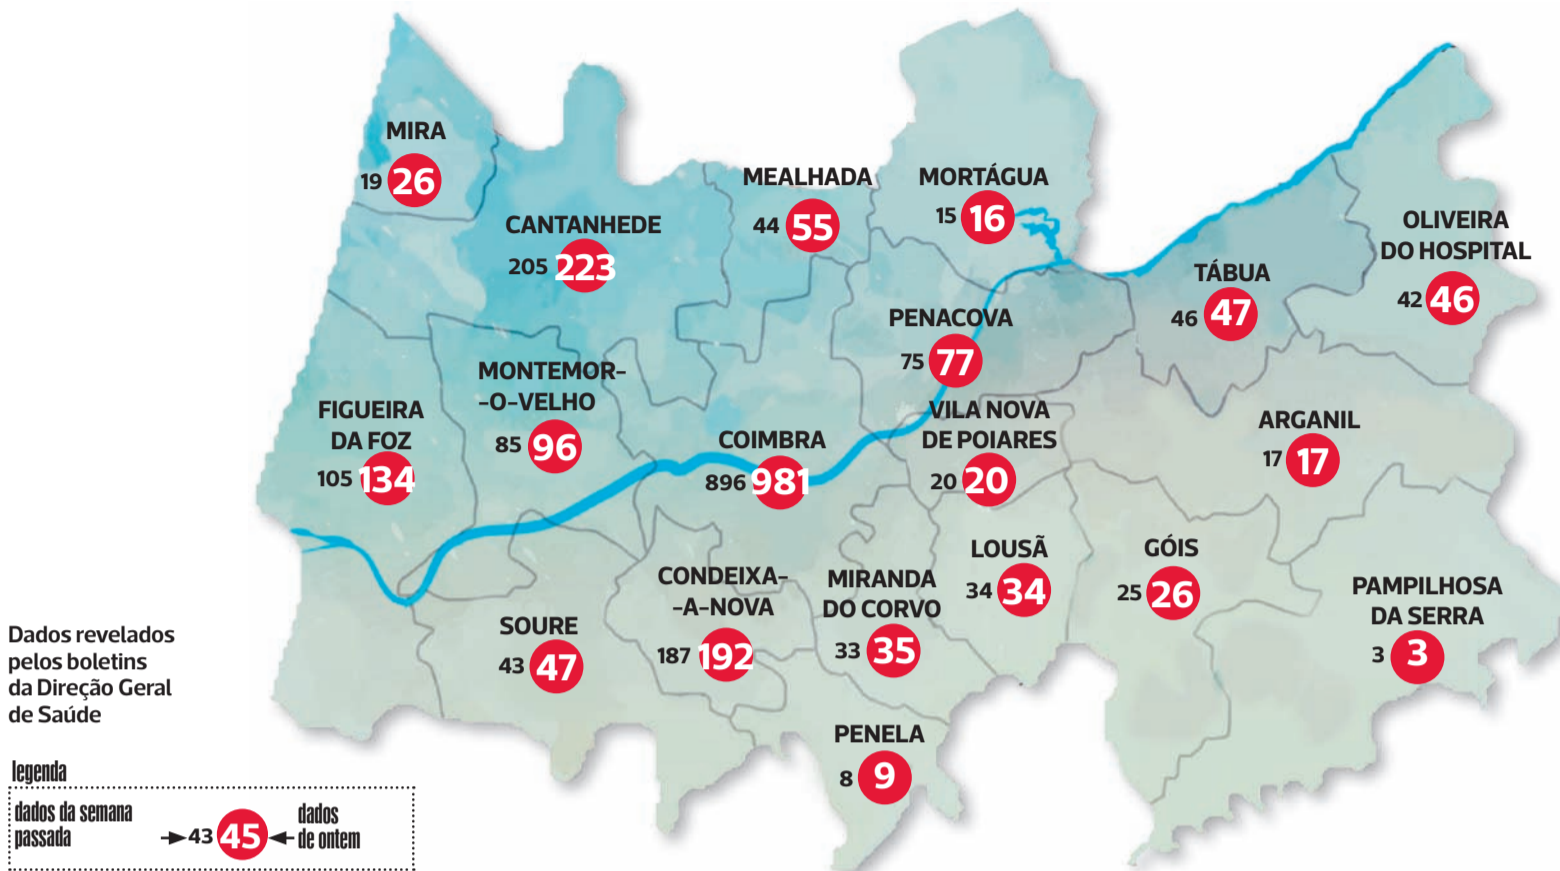 MIRA
19 26
CANTANHEDE
205 223
MEALHADA
44 55
MORTÁGUA
15 16
OLIVEIRA
DO HOSPITAL
42 46
TÁBUA
46 47
PENACOVA
75 77
MONTEMOR-
-O-VELHO
85 96
FIGUEIRA
DA FOZ
105 134
COIMBRA
896 981
VILA NOVA
DE POIARES
20 20
ARGANIL
17 17
LOUSÃ
34 34
GÓIS
25 26
CONDEIXA-
-A-NOVA
187 192
MIRANDA
DO CORVO
33 35
PAMPILHOSA
DA SERRA
3 3
SOURE
43 47
PENELA
8 9
Dados revelados
pelos boletins
da Direção Geral
de Saúde
legenda
dados da semana
passada
43 45
dados
de ontem